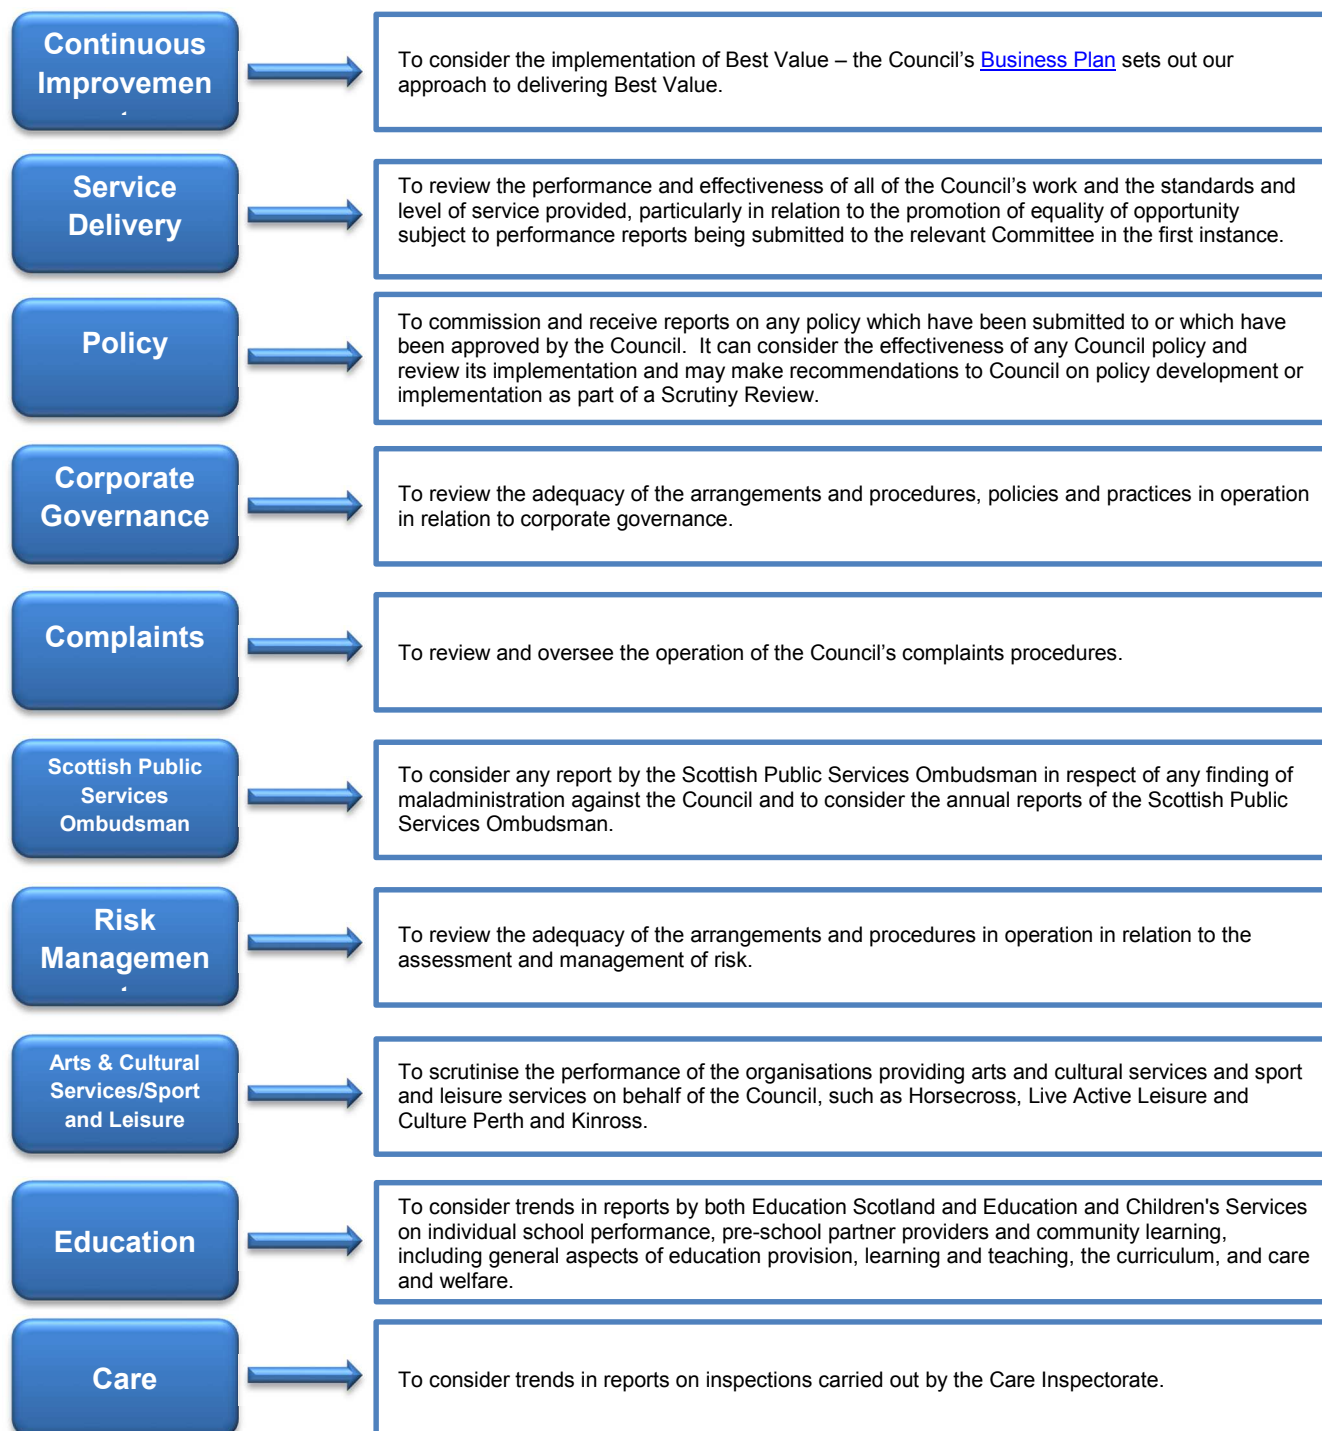 Continuous
Improvemen
To consider the implementation of Best Value – the Council’s Business Plan sets out our
approach to delivering Best Value.
Service
Delivery
To review the performance and effectiveness of all of the Council’s work and the standards and
level of service provided, particularly in relation to the promotion of equality of opportunity
subject to performance reports being submitted to the relevant Committee in the first instance.
Policy
To commission and receive reports on any policy which have been submitted to or which have
been approved by the Council.  It can consider the effectiveness of any Council policy and
review its implementation and may make recommendations to Council on policy development or
implementation as part of a Scrutiny Review.
Corporate
Governance
To review the adequacy of the arrangements and procedures, policies and practices in operation
in relation to corporate governance.
Complaints
To review and oversee the operation of the Council’s complaints procedures.
Scottish Public
Services
Ombudsman
To consider any report by the Scottish Public Services Ombudsman in respect of any finding of
maladministration against the Council and to consider the annual reports of the Scottish Public
Services Ombudsman.
Risk
Managemen
To review the adequacy of the arrangements and procedures in operation in relation to the
assessment and management of risk.
Arts & Cultural
Services/Sport
and Leisure
To scrutinise the performance of the organisations providing arts and cultural services and sport
and leisure services on behalf of the Council, such as Horsecross, Live Active Leisure and
Culture Perth and Kinross.
Education
To consider trends in reports by both Education Scotland and Education and Children's Services
on individual school performance, pre-school partner providers and community learning,
including general aspects of education provision, learning and teaching, the curriculum, and care
and welfare.
Care
To consider trends in reports on inspections carried out by the Care Inspectorate.